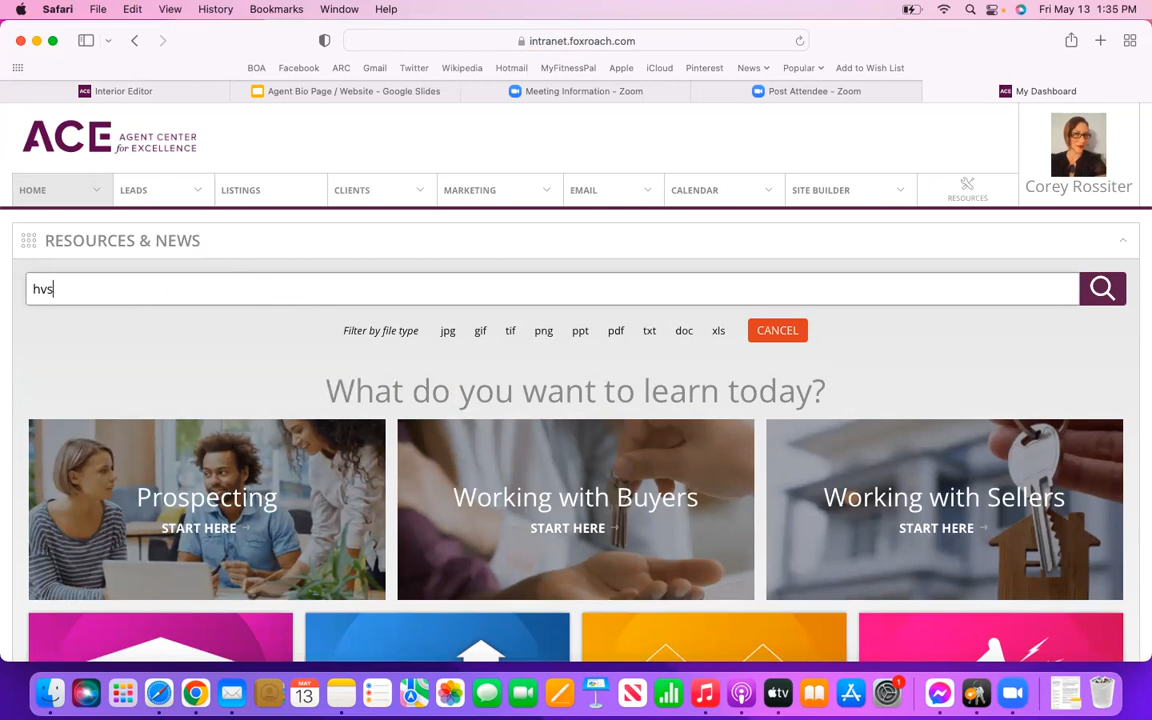 Safari File Edit View History Bookmarks Window Help Fri May 13 1:35 PM
intranet.foxroach.com
BOA Facebook ARC Gmail Twitter Wikipedia Hotmail MyFitnessPal Apple iCloud Pinterest News Popular Add to Wish List
ACE Interior Editor Agent Bio Page / Website - Google Slides Meeting Information - Zoom Post Attendee - Zoom ACE My Dashboard
ACE AGENT CENTER
for EXCELLENCE
Corey Rossiter
HOME LEADS LISTINGS CLIENTS MARKETING EMAIL CALENDAR SITE BUILDER RESOURCES
RESOURCES & NEWS
hvs
Filter by file type jpg gif tif png ppt pdf txt doc xls CANCEL
What do you want to learn today?
Prospecting
START HERE →
Working with Buyers
START HERE →
Working with Sellers
START HERE →
MAY
13
1
tv